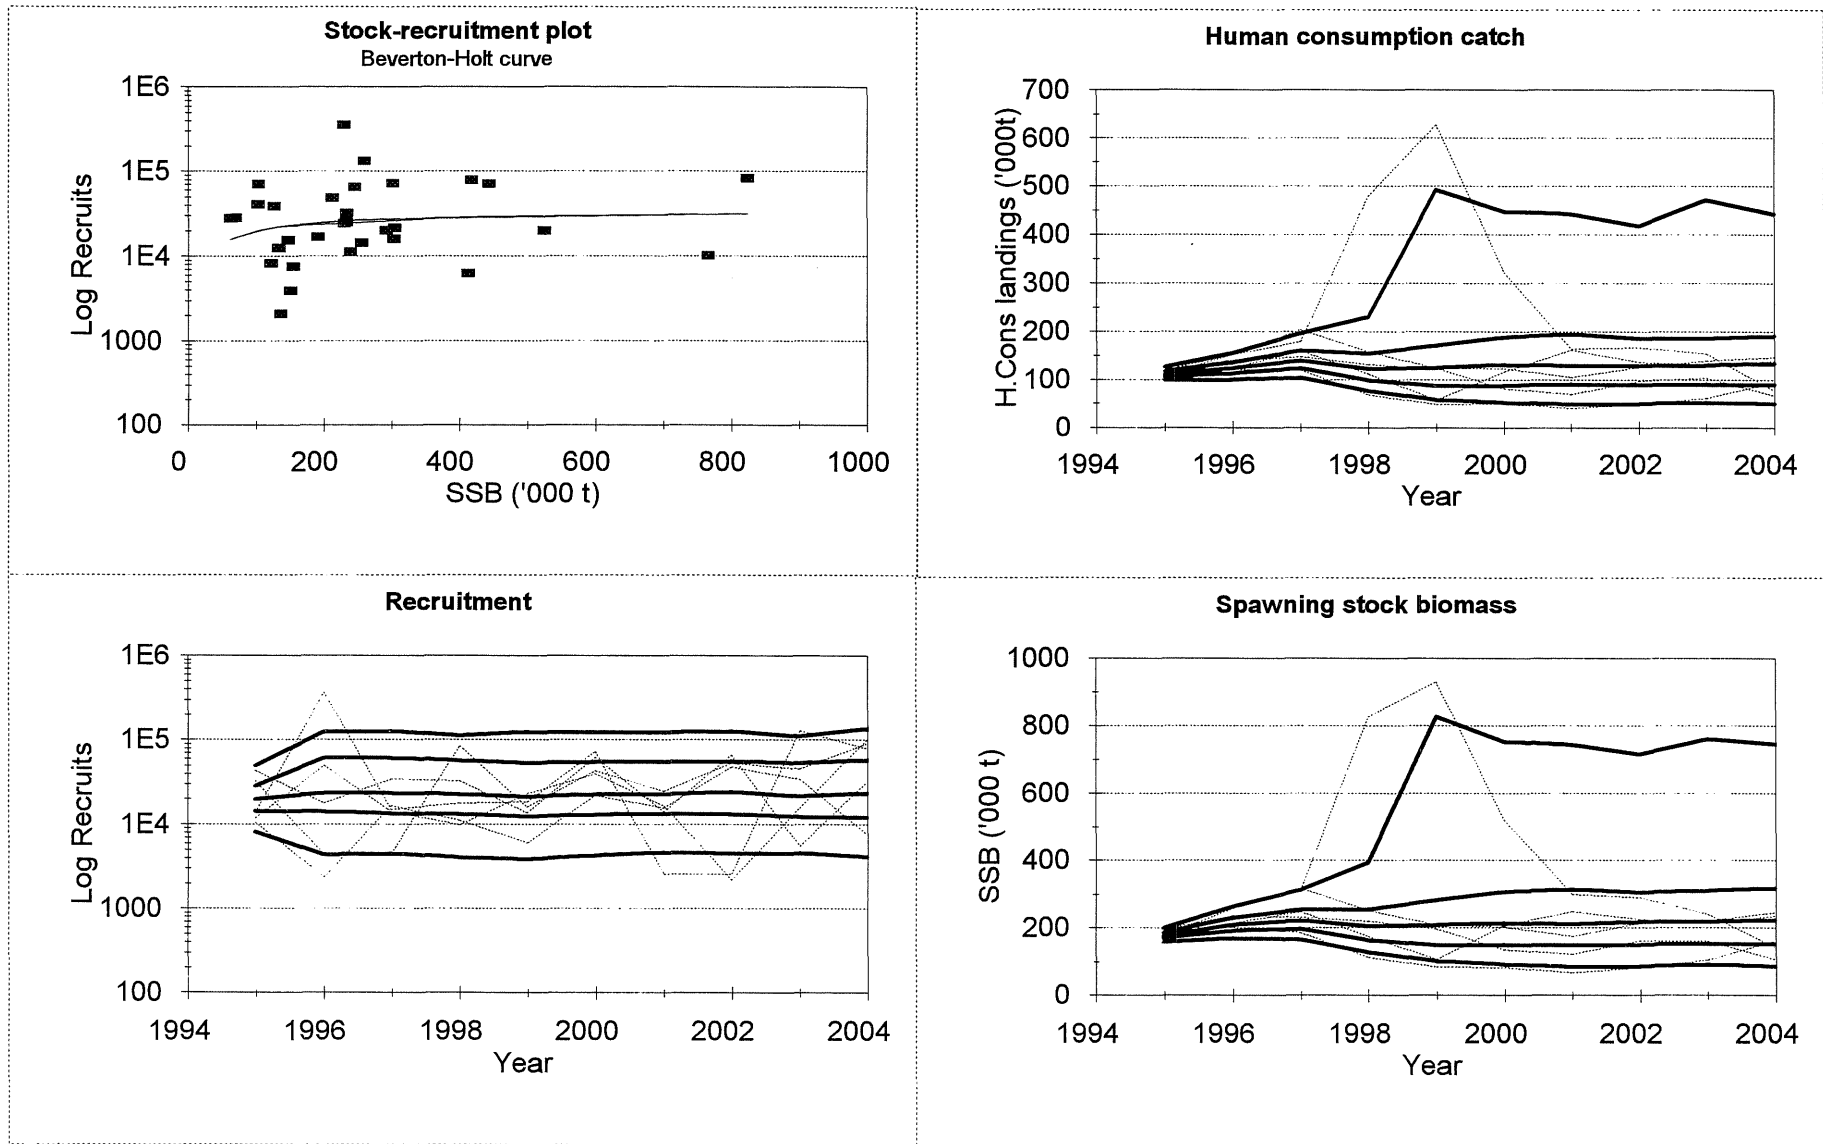 Stock-recruitment plot
Beverton-Holt curve
1E6
1E5
1E4
1000
100
Log Recruits
0 200 400 600 800 1000
SSB ('000 t)
Human consumption catch
700
600
500
400
300
200
100
0
H.Cons landings ('000t)
1994 1996 1998 2000 2002 2004
Year
Recruitment
1E6
1E5
1E4
1000
100
Log Recruits
1994 1996 1998 2000 2002 2004
Year
Spawning stock biomass
1000
800
600
400
200
0
SSB ('000 t)
1994 1996 1998 2000 2002 2004
Year